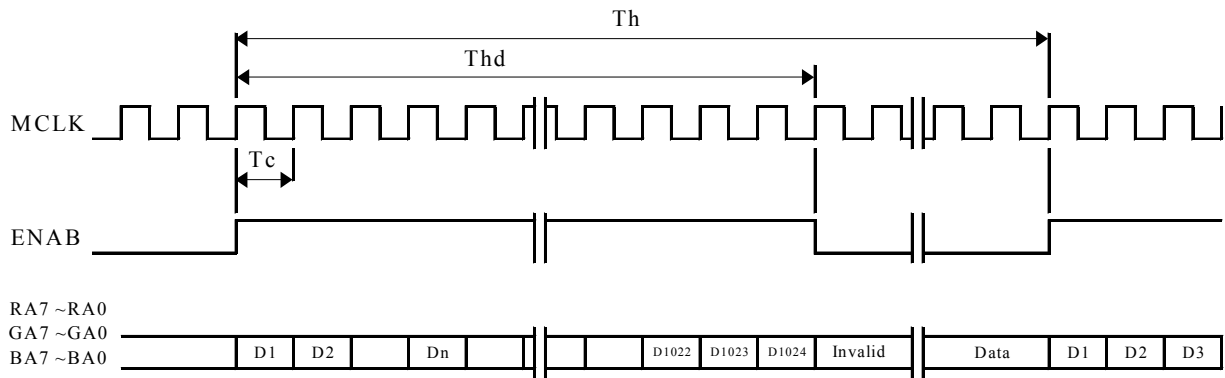 Th
Thd
MCLK
Tc
ENAB
RA7 ~RA0
GA7 ~GA0
BA7 ~BA0
D1 D2 Dn D1022 D1023 D1024 Invalid Data D1 D2 D3